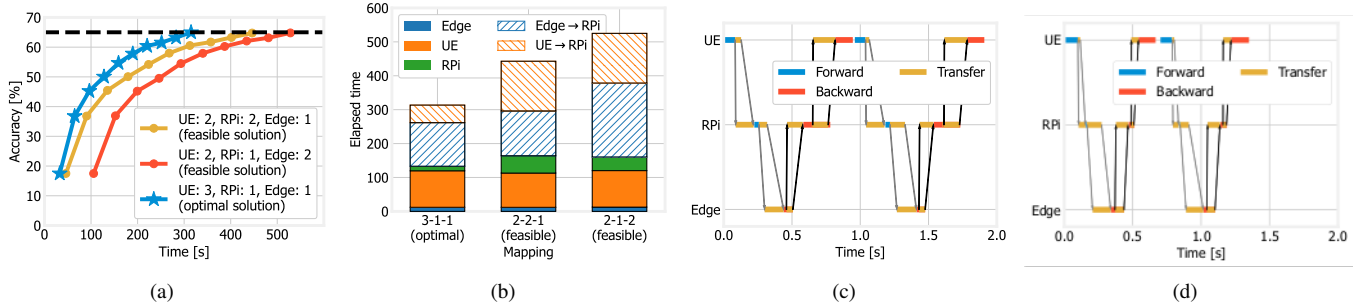 70
60
50
40
30
20
10
0
Accuracy [%]
UE: 2, RPi: 2, Edge: 1
(feasible solution)
UE: 2, RPi: 1, Edge: 2
(feasible solution)
UE: 3, RPi: 1, Edge: 1
(optimal solution)
0 100 200 300 400 500 600
Time [s]
(a)
600
500
400
300
200
100
0
Elapsed time
Edge
UE
RPi
Edge → RPi
UE → RPi
3-1-1
(optimal)
2-2-1
(feasible)
2-1-2
(feasible)
Mapping
(b)
UE
RPi
Edge
Forward
Backward
Transfer
0.0 0.5 1.0 1.5 2.0
Time [s]
(c)
UE
RPi
Edge
Forward
Backward
Transfer
0.0 0.5 1.0 1.5 2.0
Time [s]
(d)